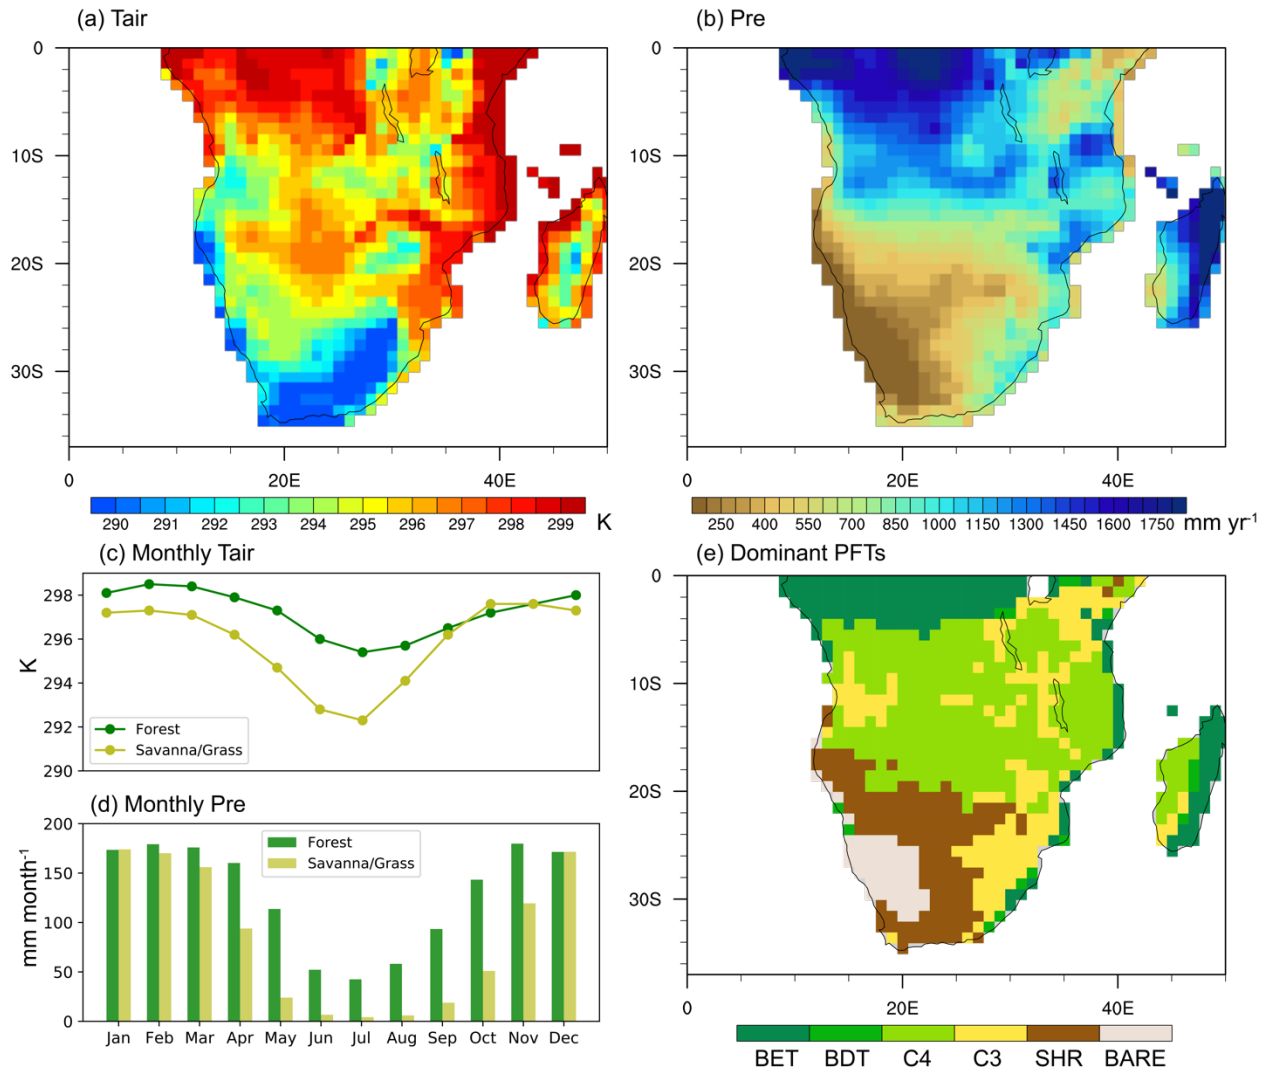 (a) Tair
(b) Pre
0
10S
20S
30S
0
20E
40E
0
10S
20S
30S
0
20E
40E
290 291 292 293 294 295 296 297 298 299 K
250 400 550 700 850 1000 1150 1300 1450 1600 1750 mm yr-1
(c) Monthly Tair
298
296
294
292
290
K
Forest
Savanna/Grass
(d) Monthly Pre
200
150
100
50
0
mm month-1
Forest
Savanna/Grass
Jan Feb Mar Apr May Jun Jul Aug Sep Oct Nov Dec
(e) Dominant PFTs
0
10S
20S
30S
0
20E
40E
BET BDT C4 C3 SHR BARE